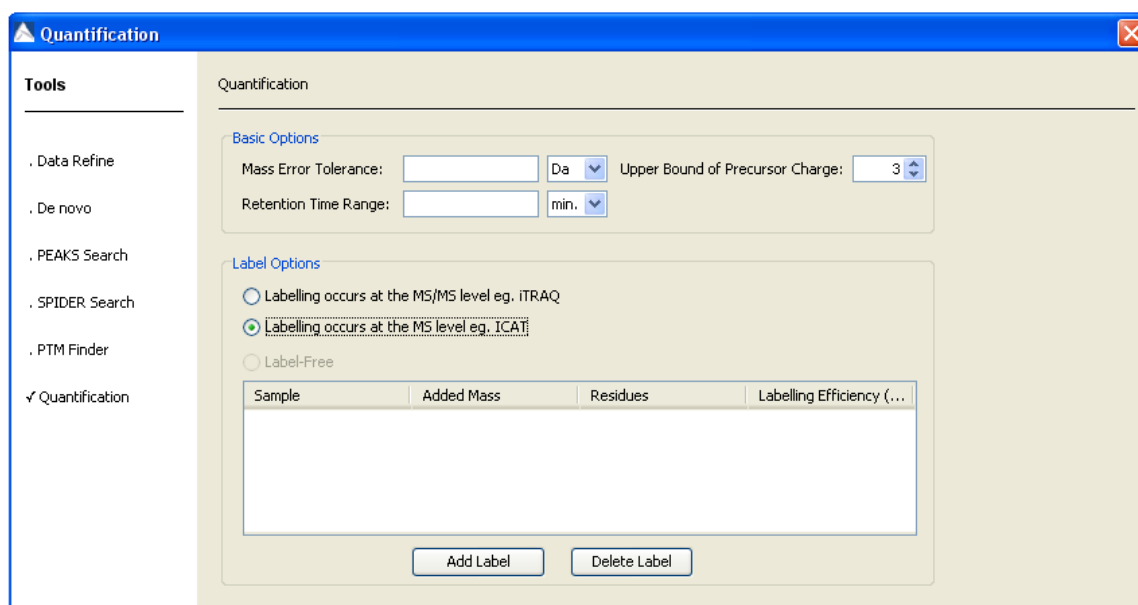 Quantification
Tools
Quantification
Basic Options
. Data Refine
Mass Error Tolerance:
Da
Upper Bound of Precursor Charge:
3
Retention Time Range:
min.
. De novo
. PEAKS Search
Label Options
. SPIDER Search
Labelling occurs at the MS/MS level eg. iTRAQ
Labelling occurs at the MS level eg. ICAT
. PTM Finder
Label-Free
✓ Quantification
Sample Added Mass Residues Labelling Efficiency (...
Add Label Delete Label